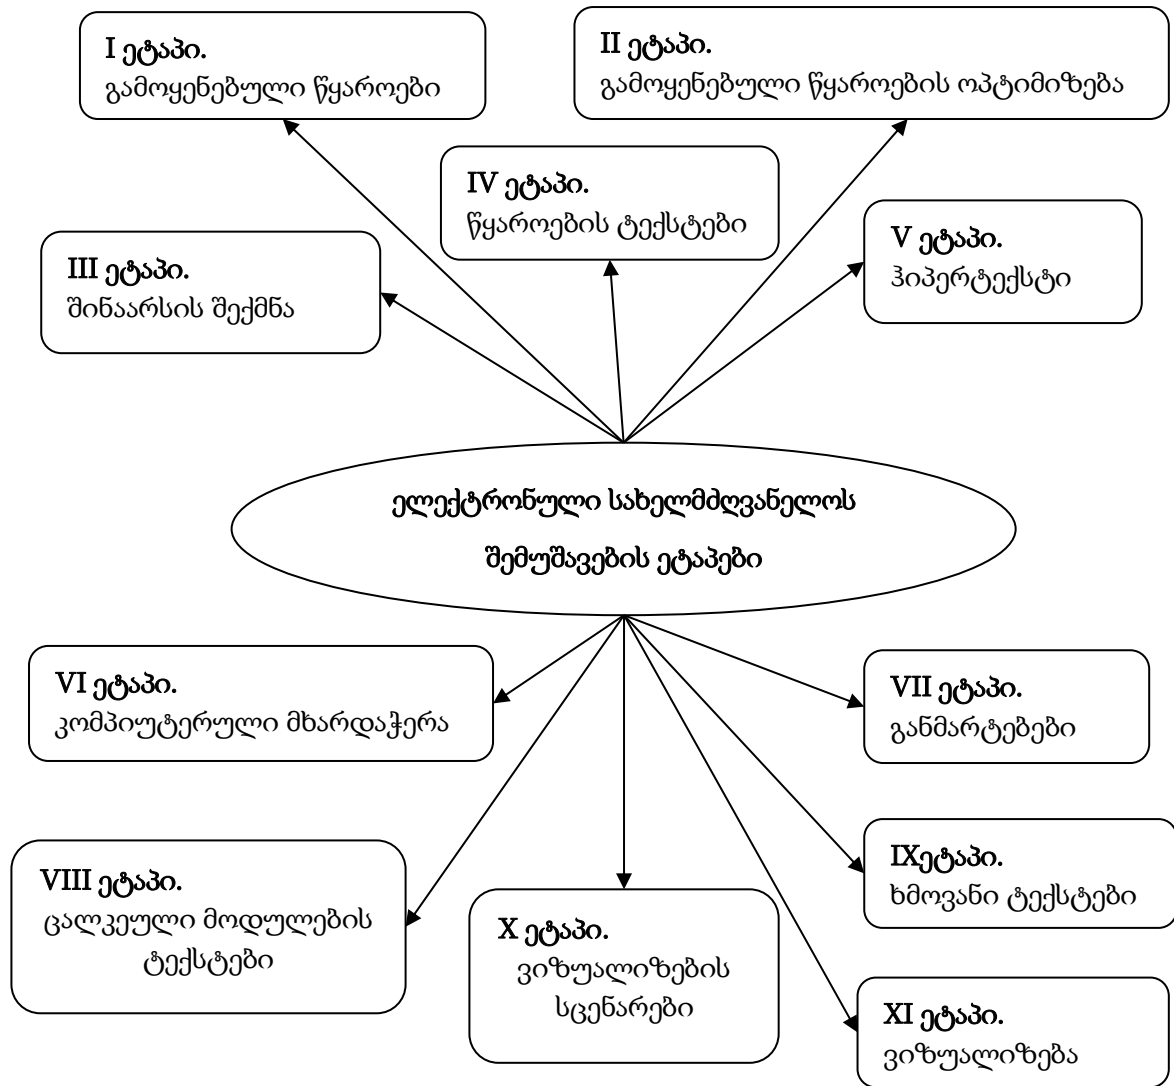 I ეტაპი.
გამოყენებული წყაროები
II ეტაპი.
გამოყენებული წყაროების ოპტიმიზება
IV ეტაპი.
წყაროების ტექსტები
III ეტაპი.
შინაარსის შექმნა
V ეტაპი.
ჰიპერტექსტი
ელექტრონული სახელმძღვანელოს
შემუშავების ეტაპები
VI ეტაპი.
კომპიუტერული მხარდაჭერა
VII ეტაპი.
განმარტებები
VIII ეტაპი.
ცალკეული მოდულების
ტექსტები
X ეტაპი.
ვიზუალიზების
სცენარები
IXეტაპი.
ხმოვანი ტექსტები
XI ეტაპი.
ვიზუალიზება